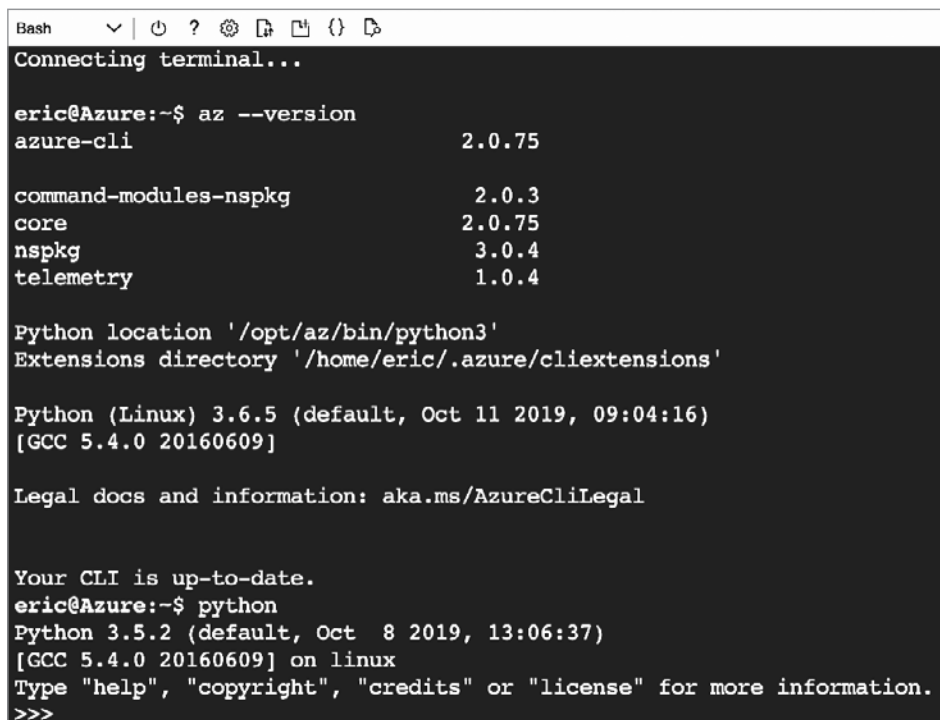 Bash
Connecting terminal...
eric@Azure:~$ az --version
azure-cli                         2.0.75
command-modules-nspkg              2.0.3
core                              2.0.75
nspkg                              3.0.4
telemetry                          1.0.4
Python location '/opt/az/bin/python3'
Extensions directory '/home/eric/.azure/cliextensions'
Python (Linux) 3.6.5 (default, Oct 11 2019, 09:04:16)
[GCC 5.4.0 20160609]
Legal docs and information: aka.ms/AzureCliLegal
Your CLI is up-to-date.
eric@Azure:~$ python
Python 3.5.2 (default, Oct  8 2019, 13:06:37)
[GCC 5.4.0 20160609] on linux
Type "help", "copyright", "credits" or "license" for more information.
>>>